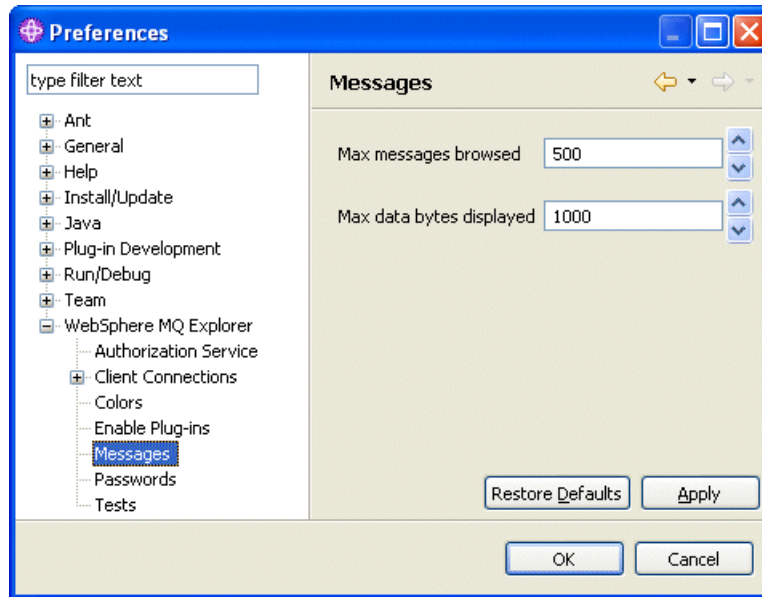 Preferences
type filter text
Ant
General
Help
Install/Update
Java
Plug-in Development
Run/Debug
Team
WebSphere MQ Explorer
Authorization Service
Client Connections
Colors
Enable Plug-ins
Messages
Passwords
Tests
Messages
Max messages browsed 500
Max data bytes displayed 1000
Restore Defaults Apply
OK Cancel